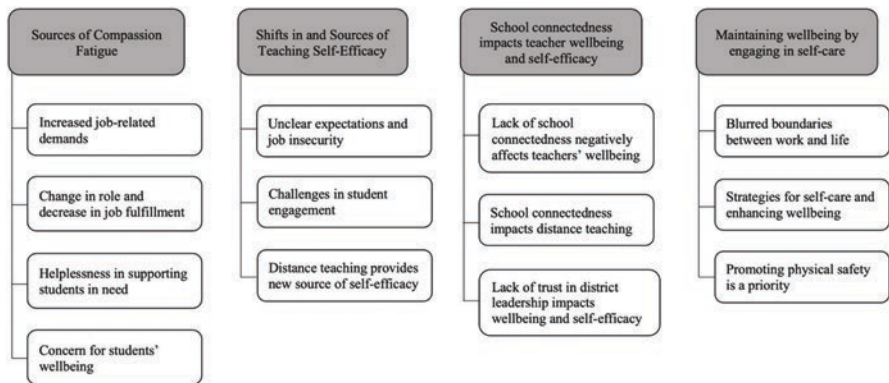 Sources of Compassion
Fatigue
Increased job-related
demands
Change in role and
decrease in job fulfillment
Helplessness in supporting
students in need
Concern for students'
wellbeing
Shifts in and Sources of
Teaching Self-Efficacy
Unclear expectations and
job insecurity
Challenges in student
engagement
Distance teaching provides
new source of self-efficacy
School connectedness
impacts teacher wellbeing
and self-efficacy
Lack of school
connectedness negatively
affects teachers' wellbeing
School connectedness
impacts distance teaching
Lack of trust in district
leadership impacts
wellbeing and self-efficacy
Maintaining wellbeing by
engaging in self-care
Blurred boundaries
between work and life
Strategies for self-care and
enhancing wellbeing
Promoting physical safety
is a priority